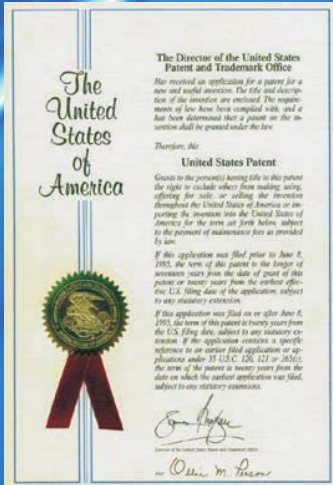 The
United
States
of
America
The Director of the United States
Patent and Trademark Office
Has received an application for a patent for a
new and useful invention. The title and descrip-
tion of the invention are enclosed. The require-
ments of law have been complied with, and it
has been determined that a patent on the in-
vention shall be granted under the law.
Therefore, this
United States Patent
Grants to the person(s) having title to this patent
the right to exclude others from making, using,
offering for sale, or selling the invention
throughout the United States of America or im-
porting the invention into the United States of
America for the term set forth below, subject
to the payment of maintenance fees as provided
by law.
If this application was filed prior to June 8,
1995, the term of this patent is the longer of
seventeen years from the date of grant of this
patent or twenty years from the earliest effec-
tive U.S. filing date of the application, subject
to any statutory extension.
If this application was filed on or after June 8,
1995, the term of this patent is twenty years from
the U.S. filing date, subject to any statutory ex-
tension. If the application contains a specific
reference to an earlier filed application or ap-
plications under 35 U.S.C. 120, 121 or 365(c),
the term of the patent is twenty years from the
date on which the earliest application was filed,
subject to any statutory extensions.
Director of the United States Patent and Trademark Office
Ollie M. Person